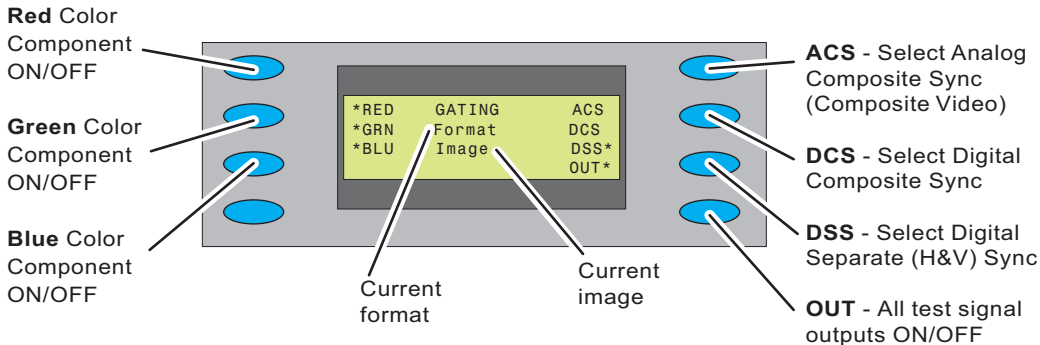 Red Color
Component
ON/OFF
Green Color
Component
ON/OFF
Blue Color
Component
ON/OFF
*RED GATING ACS
*GRN Format DCS
*BLU Image DSS*
OUT*
Current
format
Current
image
ACS - Select Analog
Composite Sync
(Composite Video)
DCS - Select Digital
Composite Sync
DSS - Select Digital
Separate (H&V) Sync
OUT - All test signal
outputs ON/OFF